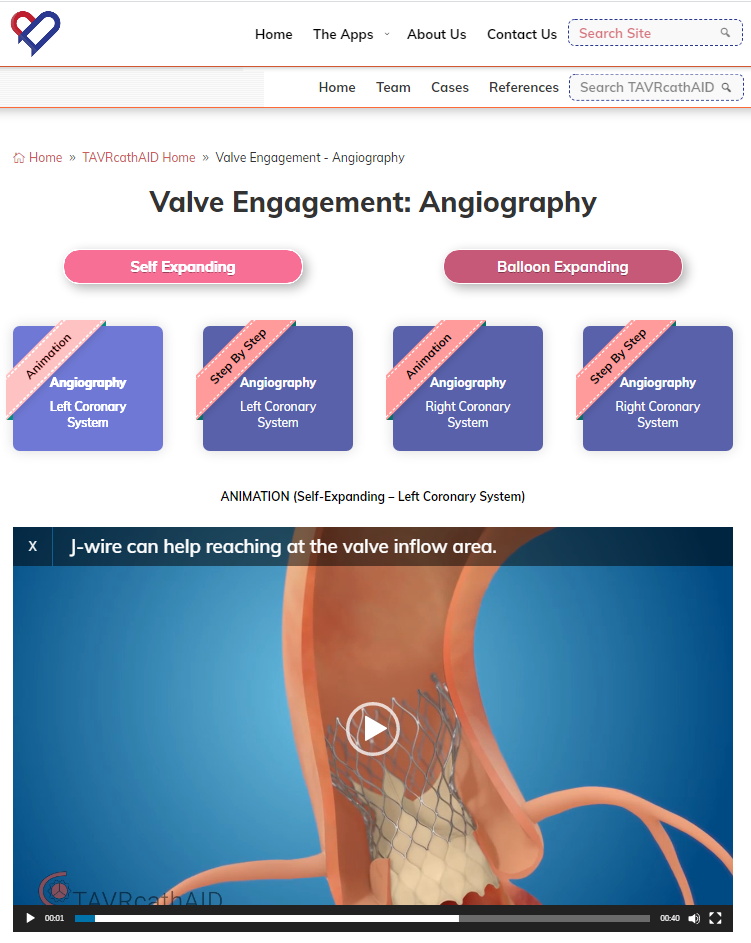 Home The Apps About Us Contact Us Search Site
Home Team Cases References Search TAVRcathAID
Home » TAVRcathAID Home » Valve Engagement - Angiography
Valve Engagement: Angiography
Self Expanding Balloon Expanding
Animation Step By Step Animation Step By Step
Angiography Angiography Angiography Angiography
Left Coronary Left Coronary Right Coronary Right Coronary
System System System System
ANIMATION (Self-Expanding – Left Coronary System)
X J-wire can help reaching at the valve inflow area.
TAVRcathAID
00:01 00:40